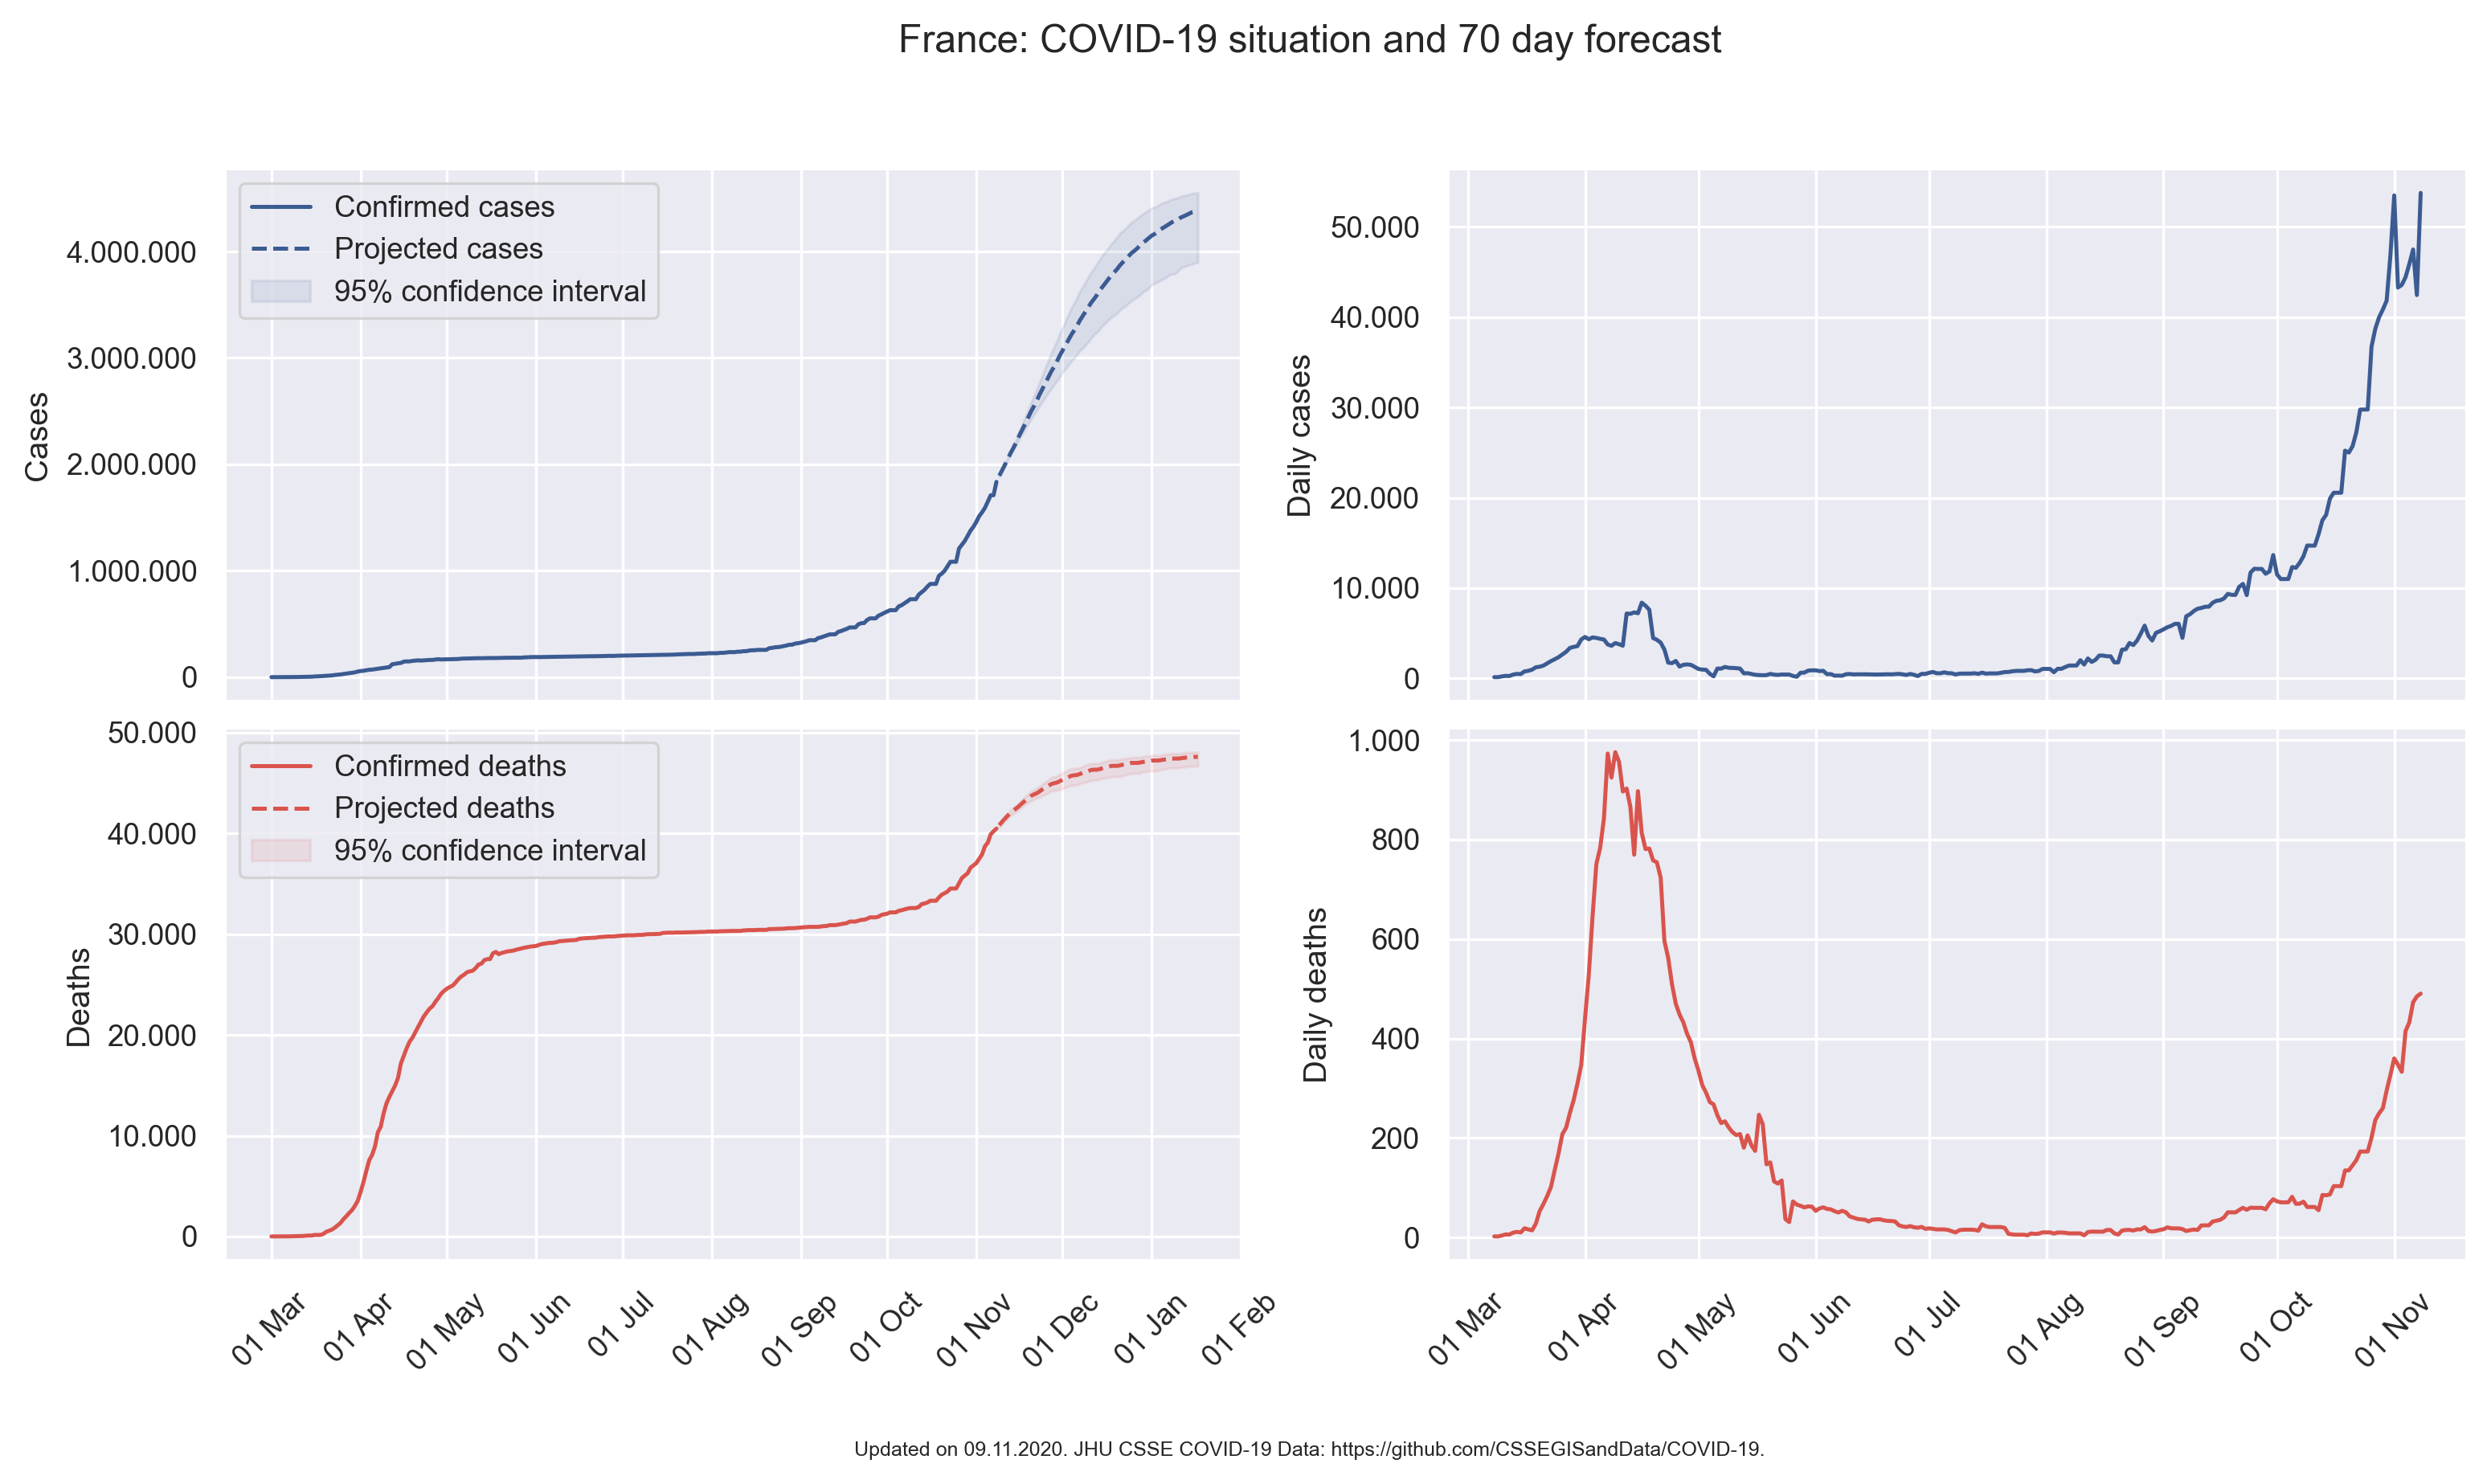 France: COVID-19 situation and 70 day forecast
Confirmed cases
Projected cases
95% confidence interval
Cases
4.000.000
3.000.000
2.000.000
1.000.000
0
Daily cases
50.000
40.000
30.000
20.000
10.000
0
Confirmed deaths
Projected deaths
95% confidence interval
Deaths
50.000
40.000
30.000
20.000
10.000
0
01 Mar
01 Apr
01 May
01 Jun
01 Jul
01 Aug
01 Sep
01 Oct
01 Nov
01 Dec
01 Jan
01 Feb
Daily deaths
1.000
800
600
400
200
0
01 Mar
01 Apr
01 May
01 Jun
01 Jul
01 Aug
01 Sep
01 Oct
01 Nov
Updated on 09.11.2020. JHU CSSE COVID-19 Data: https://github.com/CSSEGISandData/COVID-19.